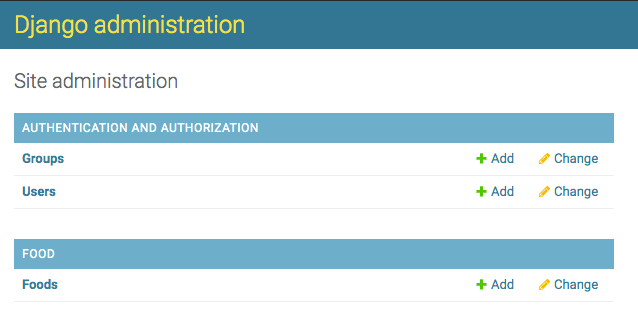 Django administration
Site administration
AUTHENTICATION AND AUTHORIZATION
Groups Add Change
Users Add Change
FOOD
Foods Add Change